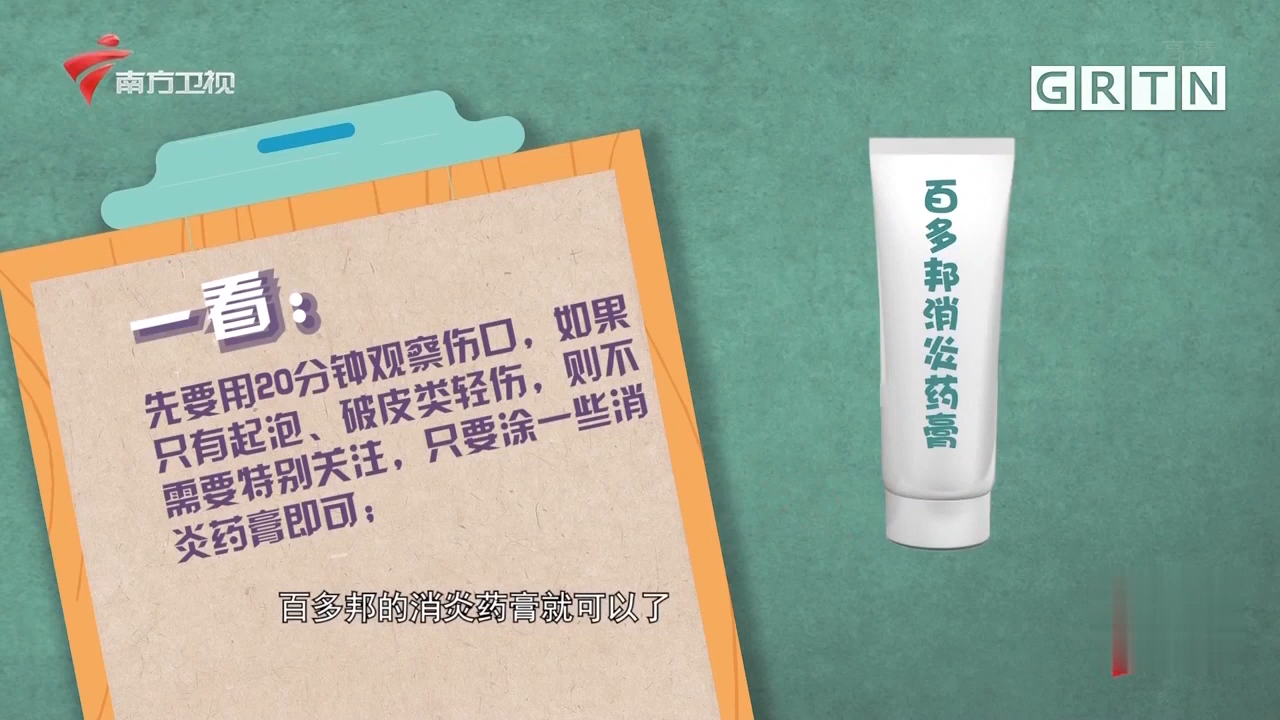 南方卫视
GRTN
一看：
先要用20分钟观察伤口，如果
只有起泡、破皮类轻伤，则不
需要特别关注，只要涂一些消
炎药膏即可；
百多邦消炎药膏
百多邦的消炎药膏就可以了